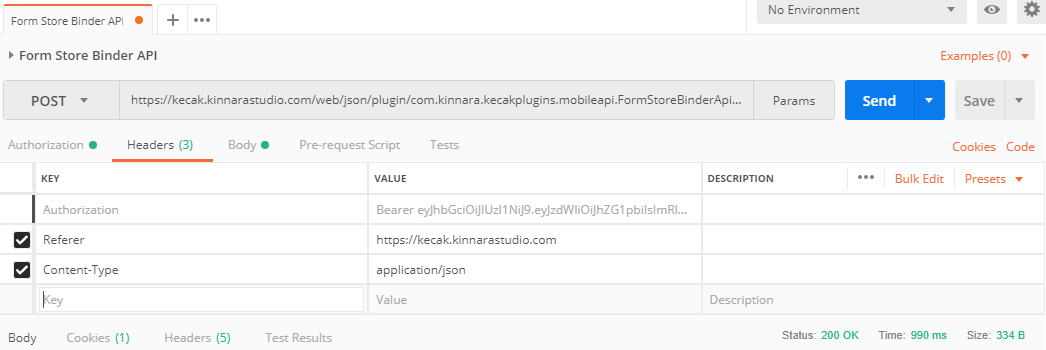 Form Store Binder API
No Environment
Form Store Binder API
Examples (0)
POST
https://kecak.kinnarastudio.com/web/json/plugin/com.kinnara.kecakplugins.mobileapi.FormStoreBinderApi...
Params
Send
Save
Authorization
Headers (3)
Body
Pre-request Script
Tests
Cookies
Code
KEY
VALUE
DESCRIPTION
Bulk Edit
Presets
Authorization
Bearer eyJhbGciOiJIUzI1NiJ9.eyJzdWIiOiJhZG1pbiIsImRl...
Referer
https://kecak.kinnarastudio.com
Content-Type
application/json
Key
Value
Description
Body
Cookies (1)
Headers (5)
Test Results
Status: 200 OK
Time: 990 ms
Size: 334 B